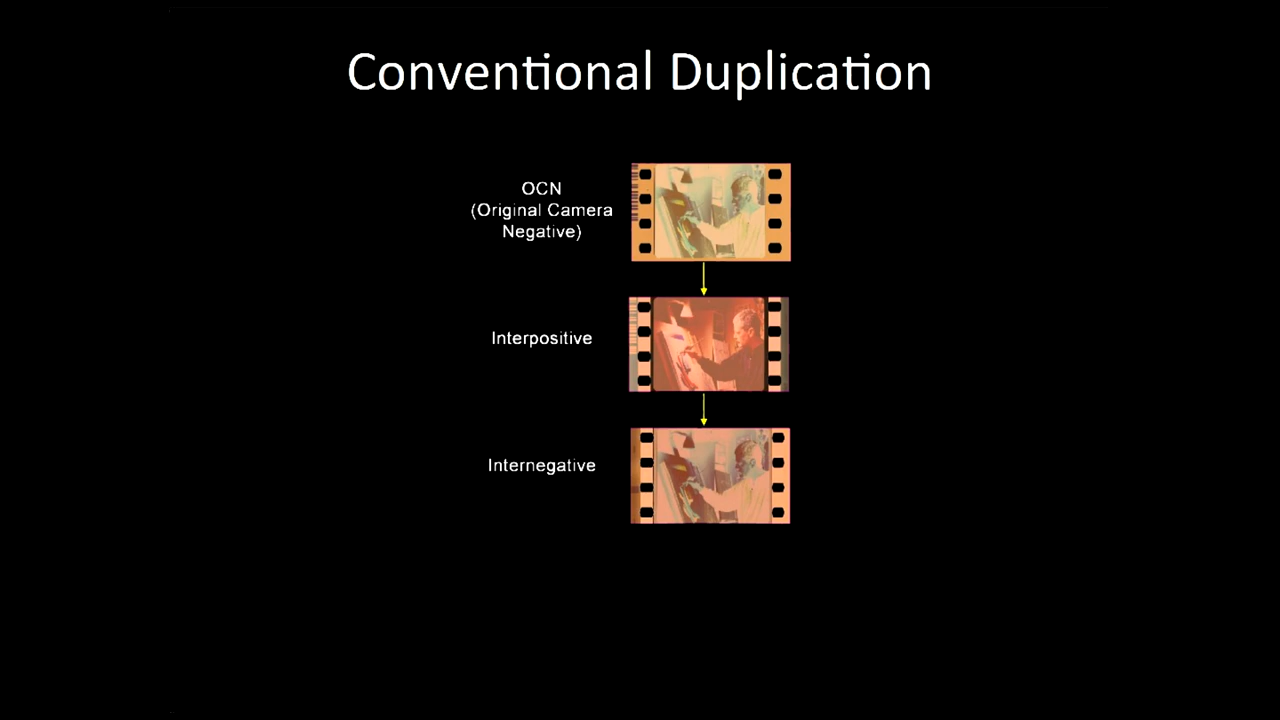 Conventional Duplication
OCN
(Original Camera
Negative)
Interpositive
Internegative